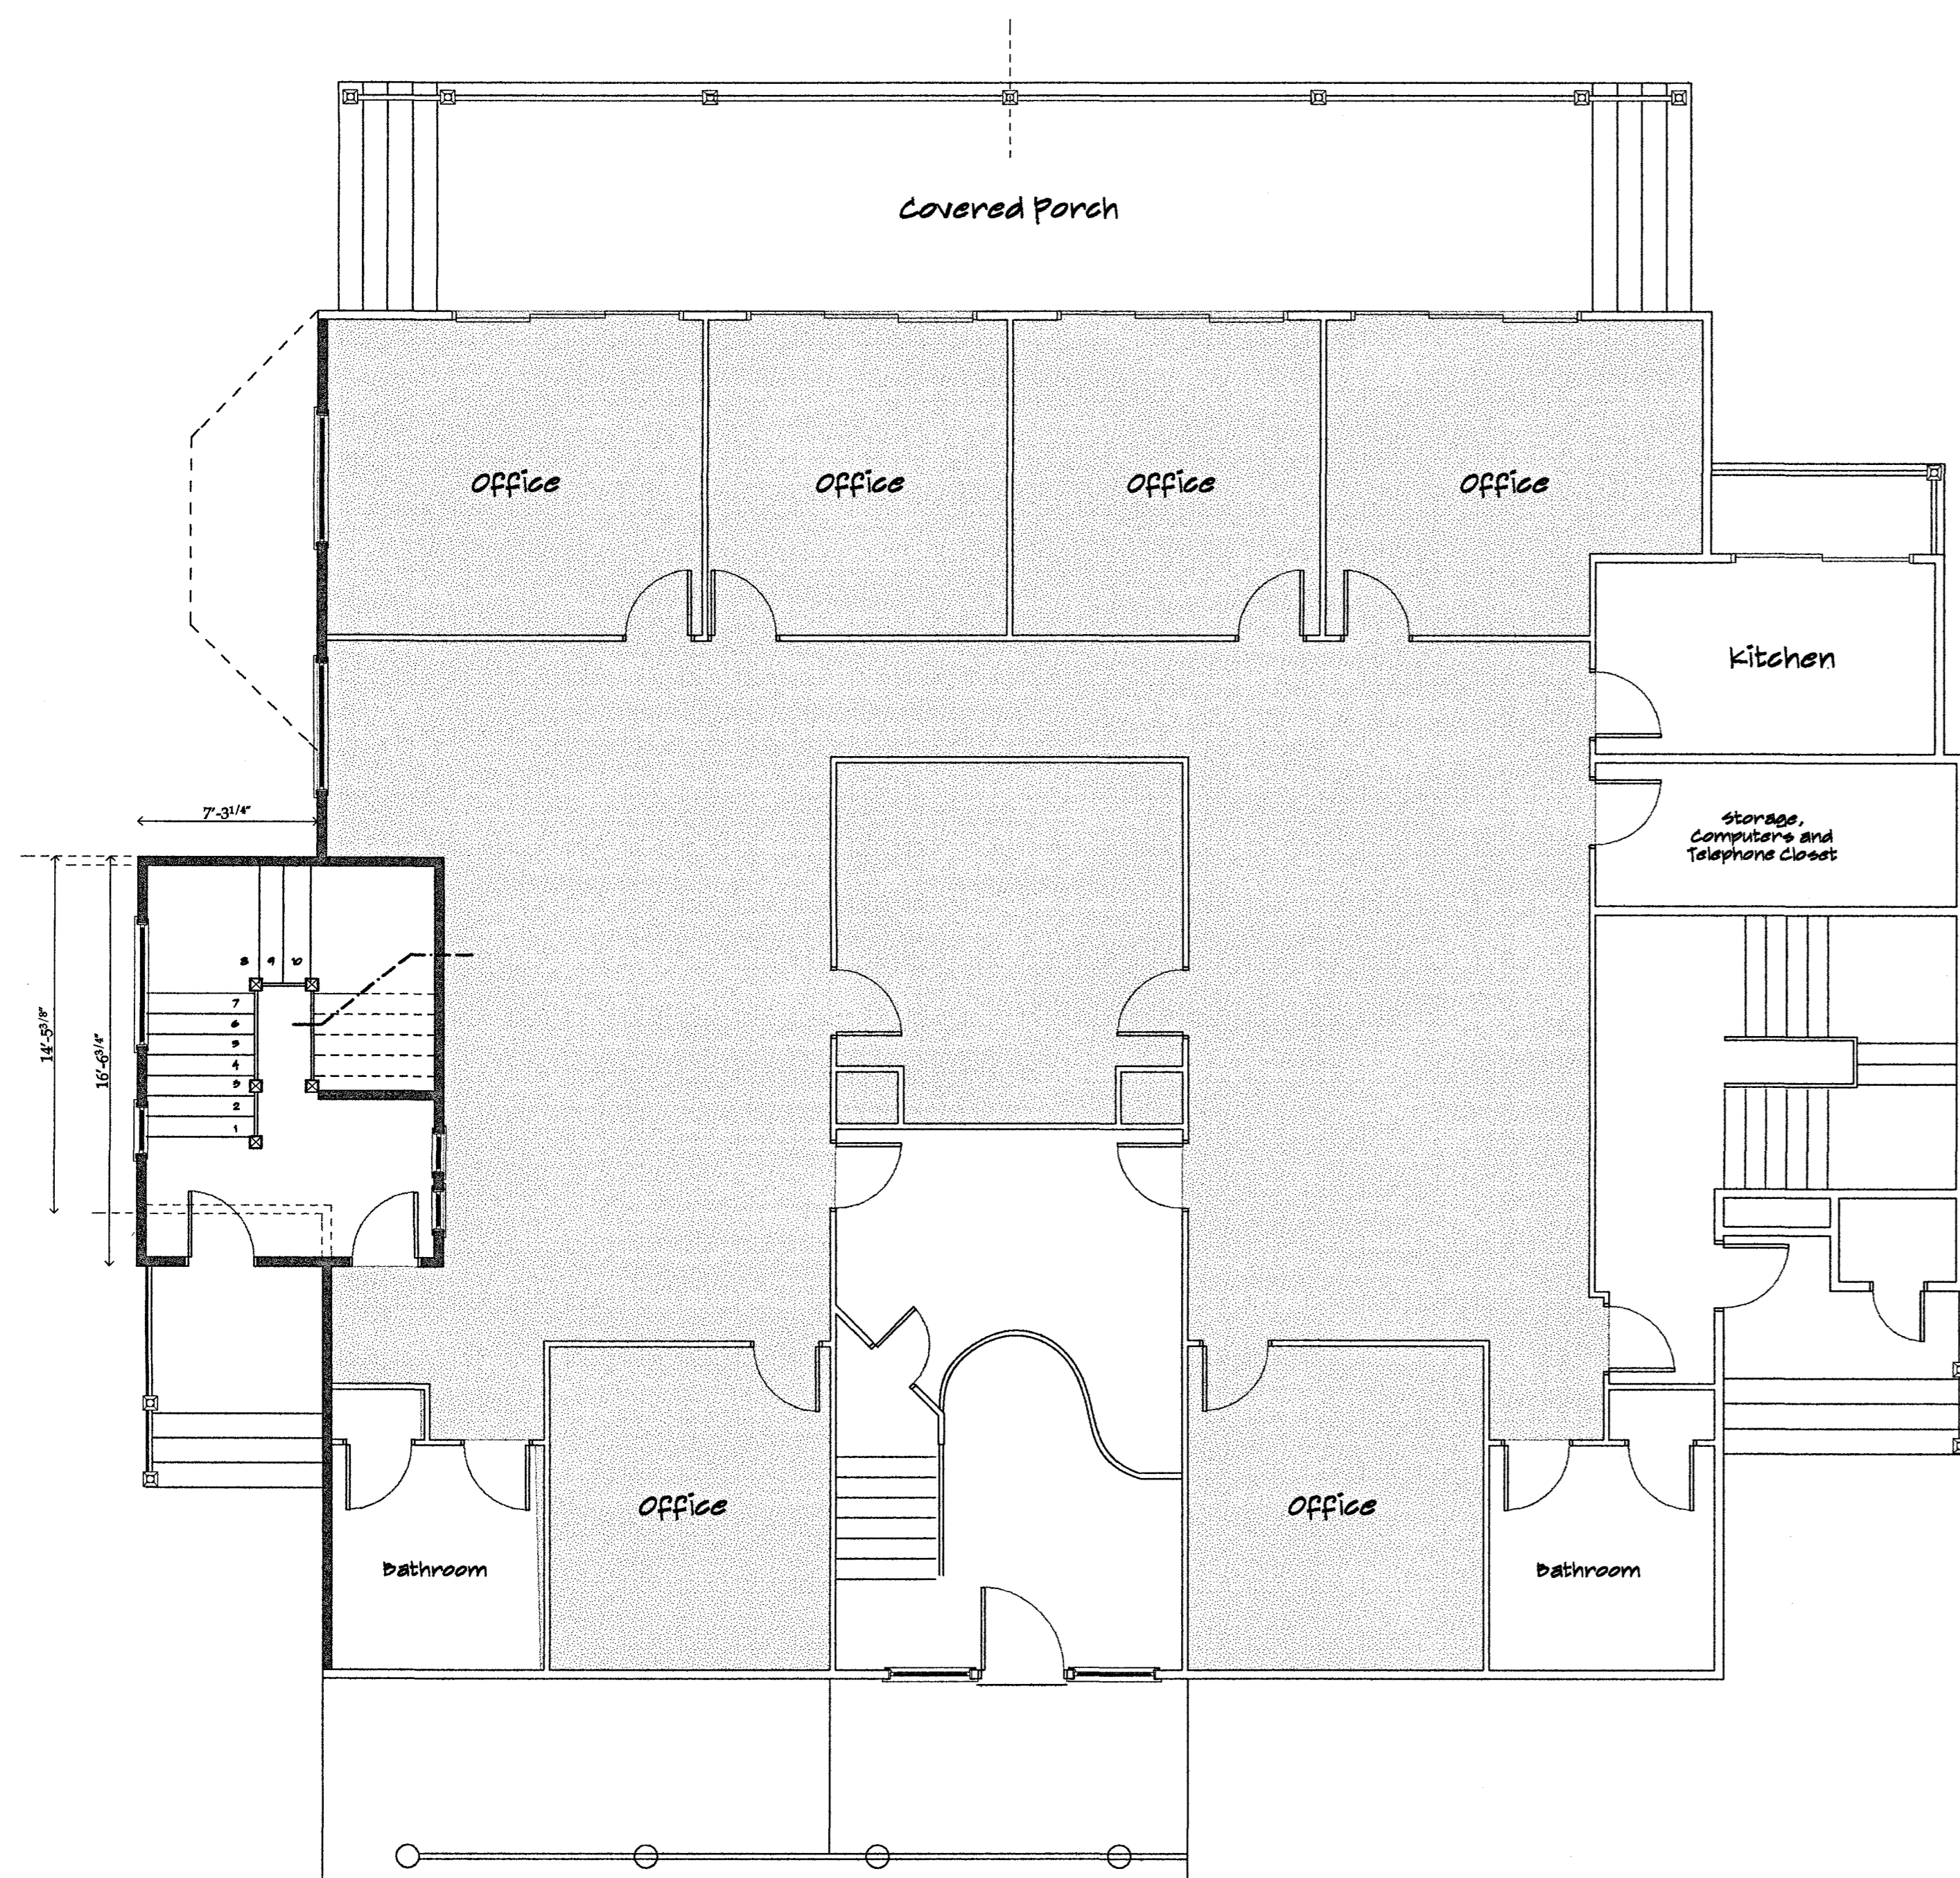 Covered Porch
Office
Office
Office
Office
Kitchen
7'-3 1/4"
Storage,
Computers and
Telephone Closet
8 9 10
7
6
5
4
3
2
1
14'-5 3/8"
16'-6 3/4"
Office
Office
Bathroom
Bathroom